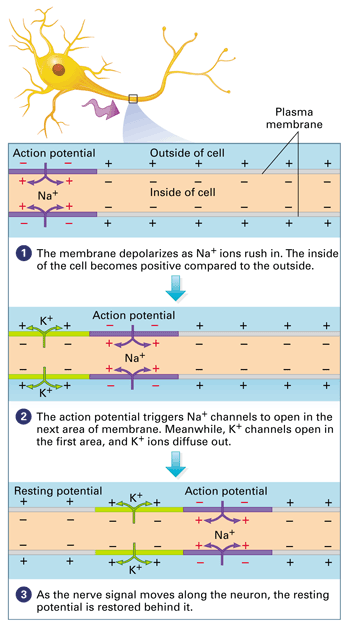 Plasma
membrane
Action potential
Outside of cell
− − + + + + +
+ + − − − − −
Na⁺
Inside of cell
+ + − − − − −
− − + + + + +
1 The membrane depolarizes as Na⁺ ions rush in. The inside
of the cell becomes positive compared to the outside.
Action potential
+ K⁺ + − − + + + +
− − + + − − − −
Na⁺
− − + + − − − −
+ K⁺ + − − + + + +
2 The action potential triggers Na⁺ channels to open in the
next area of membrane. Meanwhile, K⁺ channels open in
the first area, and K⁺ ions diffuse out.
Resting potential
Action potential
+ + + K⁺ + − − + +
− − − − + + − −
Na⁺
− − − − + + − −
+ + + K⁺ + − − + +
3 As the nerve signal moves along the neuron, the resting
potential is restored behind it.